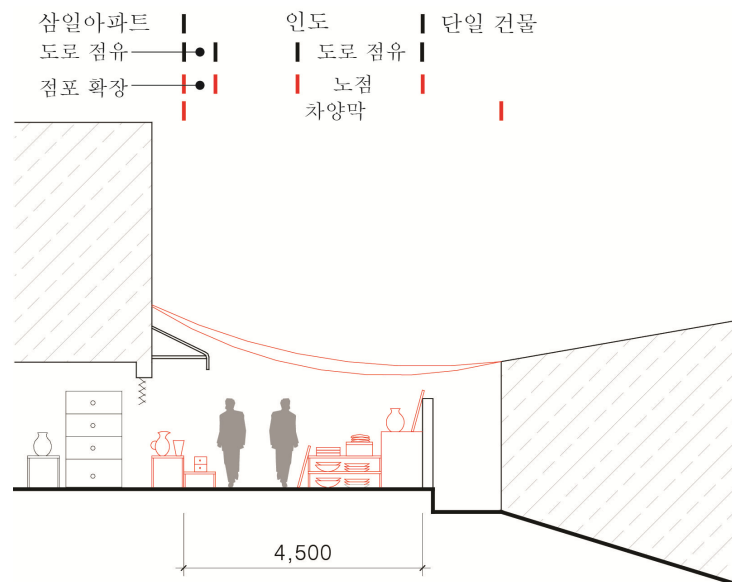 삼일아파트 인도 단일 건물
도로 점유 도로 점유
점포 확장 노점
차양막
4,500